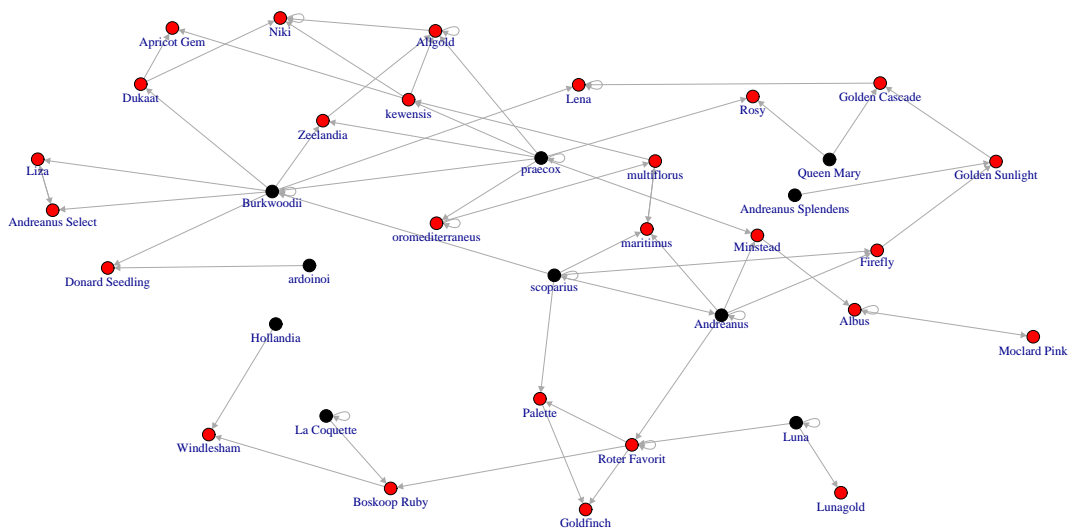 Niki
Apricot Gem
Allgold
Dukaat
Lena
Golden Cascade
Rosy
kewensis
Zeelandia
Liza
praecox
multiflorus
Queen Mary
Golden Sunlight
Burkwoodii
Andreanus Select
Andreanus Splendens
oromediterraneus
maritimus
Minstead
Firefly
Donard Seedling
ardoinoi
scoparius
Andreanus
Albus
Hollandia
Moclard Pink
Palette
La Coquette
Luna
Windlesham
Roter Favorit
Boskoop Ruby
Lunagold
Goldfinch